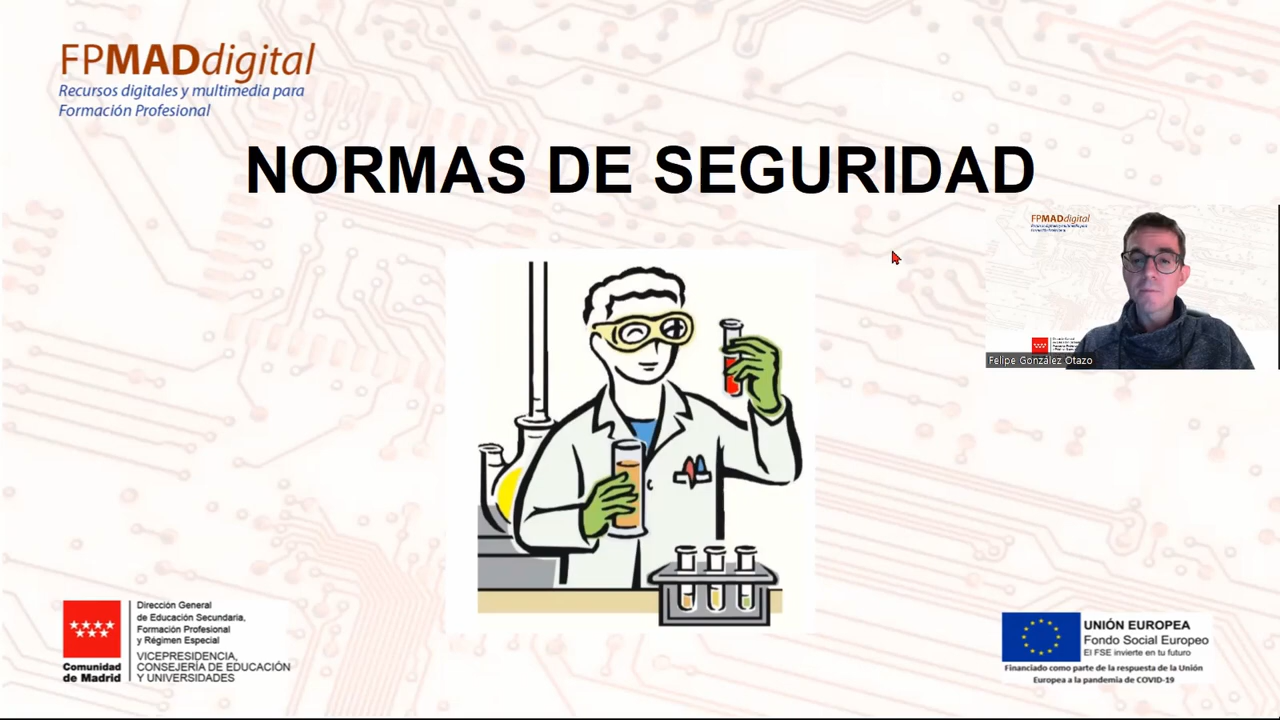 FPMADdigital
Recursos digitales y multimedia para
Formación Profesional
NORMAS DE SEGURIDAD
FPMADdigital
Felipe González Otazo
Dirección General
de Educación Secundaria,
Formación Profesional
y Régimen Especial
VICEPRESIDENCIA,
CONSEJERÍA DE EDUCACIÓN
Y UNIVERSIDADES
Comunidad
de Madrid
UNIÓN EUROPEA
Fondo Social Europeo
El FSE invierte en tu futuro
Financiado como parte de la respuesta de la Unión
Europea a la pandemia de COVID-19